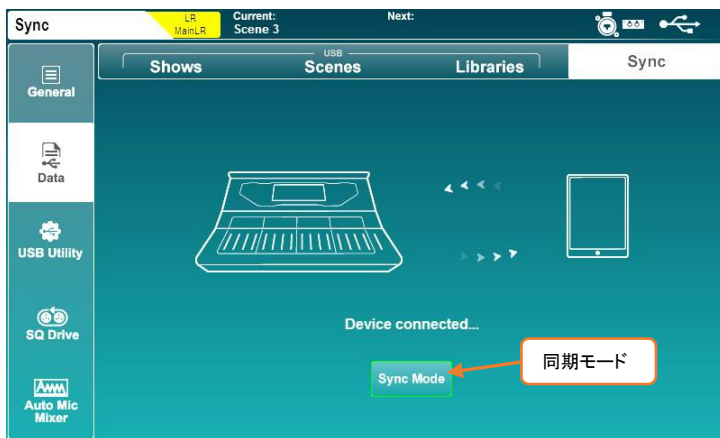 Sync
LR
MainLR
Current:
Scene 3
Next:
General
Data
USB Utility
SQ Drive
Auto Mic
Mixer
USB
Shows
Scenes
Libraries
Sync
Device connected...
Sync Mode
同期モード